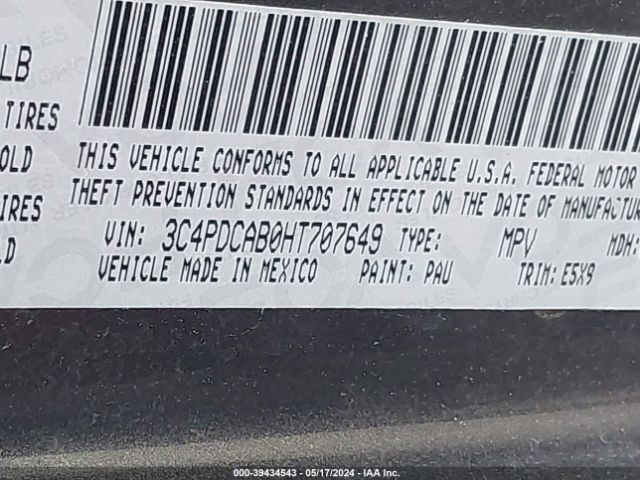 LB
TIRES
OLD
IRES
LD
THIS VEHICLE CONFORMS TO ALL APPLICABLE U.S.A. FEDERAL MOTOR
THEFT PREVENTION STANDARDS IN EFFECT ON THE DATE OF MANUFACTUR
VIN: 3C4PDCAB0HT707649 TYPE: MPV MDH:
VEHICLE MADE IN MEXICO PAINT: PAU TRIM: E5X9
000-39434543 - 05/17/2024 - IAA Inc.